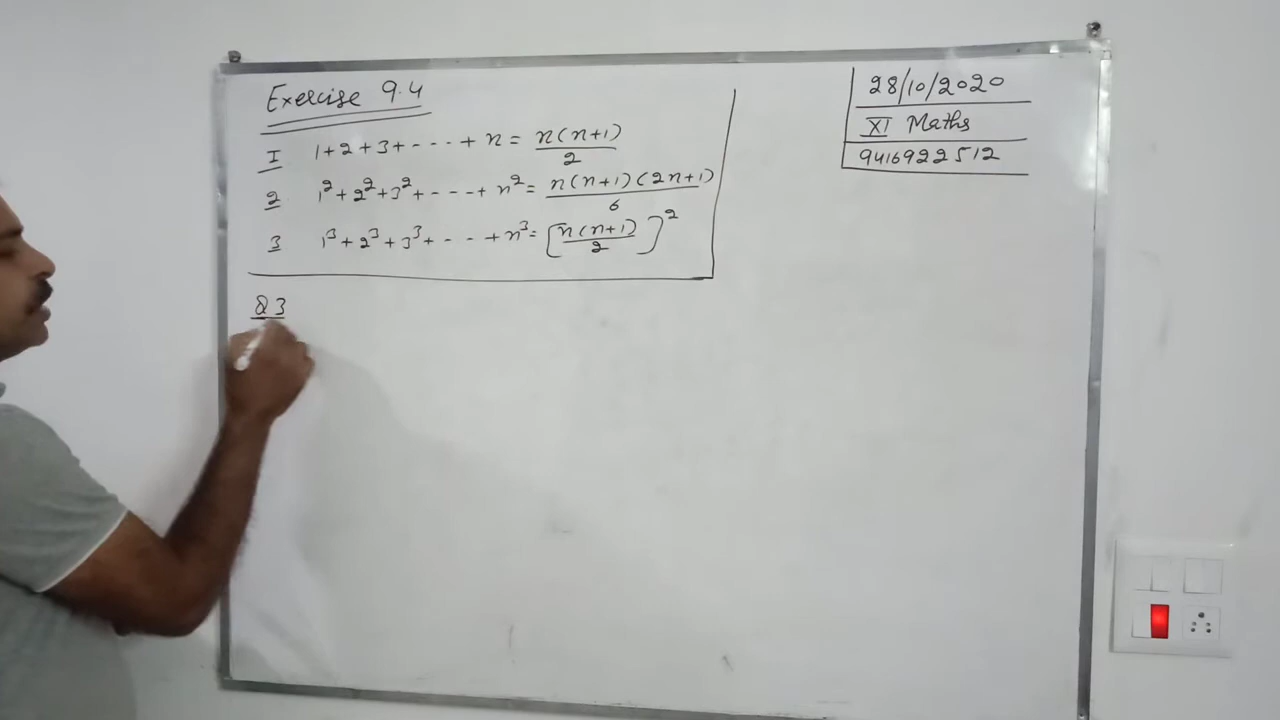 Exercise 9.4
I 1+2+3+ - - - + n = n(n+1)/2
2 1²+2²+3²+ - - - + n² = n(n+1)(2n+1)/6
3 1³+2³+3³+ - - - + n³ = [n(n+1)/2]²
Q 3
28/10/2020
XI Maths
9416922512